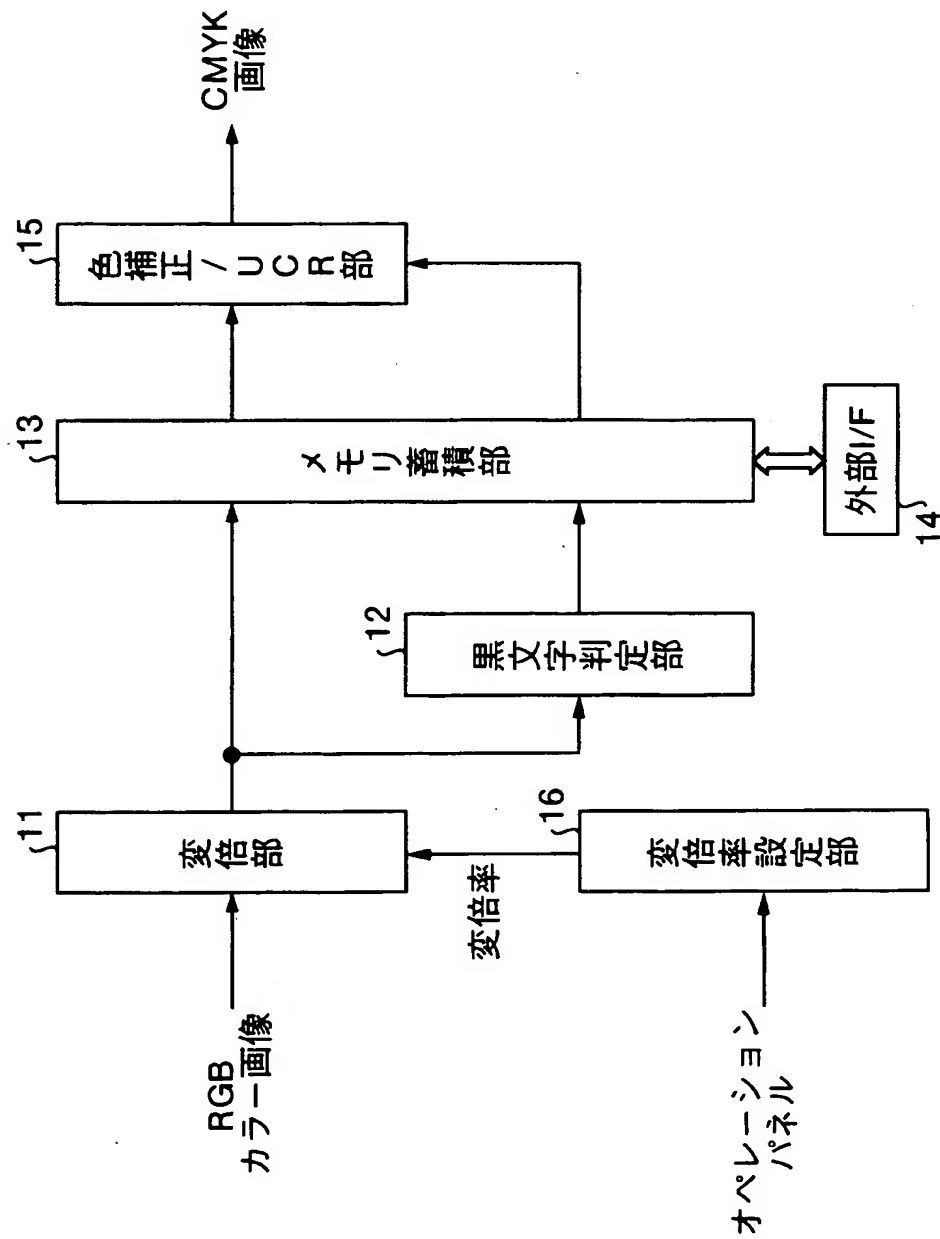 RGB
カラー画像
オペレーション
パネル
11
変倍部
変倍率
16
変倍率設定部
12
黒文字判定部
13
メモリ蓄積部
外部I/F
14
15
色補正/UCR部
CMYK
画像